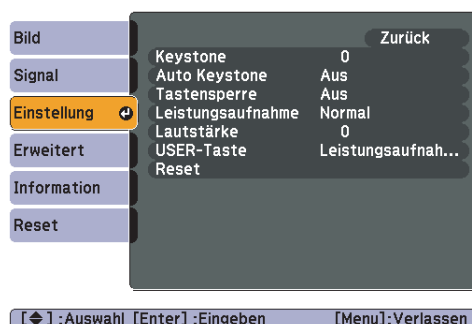 Bild
Signal
Einstellung
Erweitert
Information
Reset
Zurück
Keystone 0
Auto Keystone Aus
Tastensperre Aus
Leistungsaufnahme Normal
Lautstärke 0
USER-Taste Leistungsaufnah...
Reset
[◆] :Auswahl [Enter] :Eingeben [Menu]:Verlassen